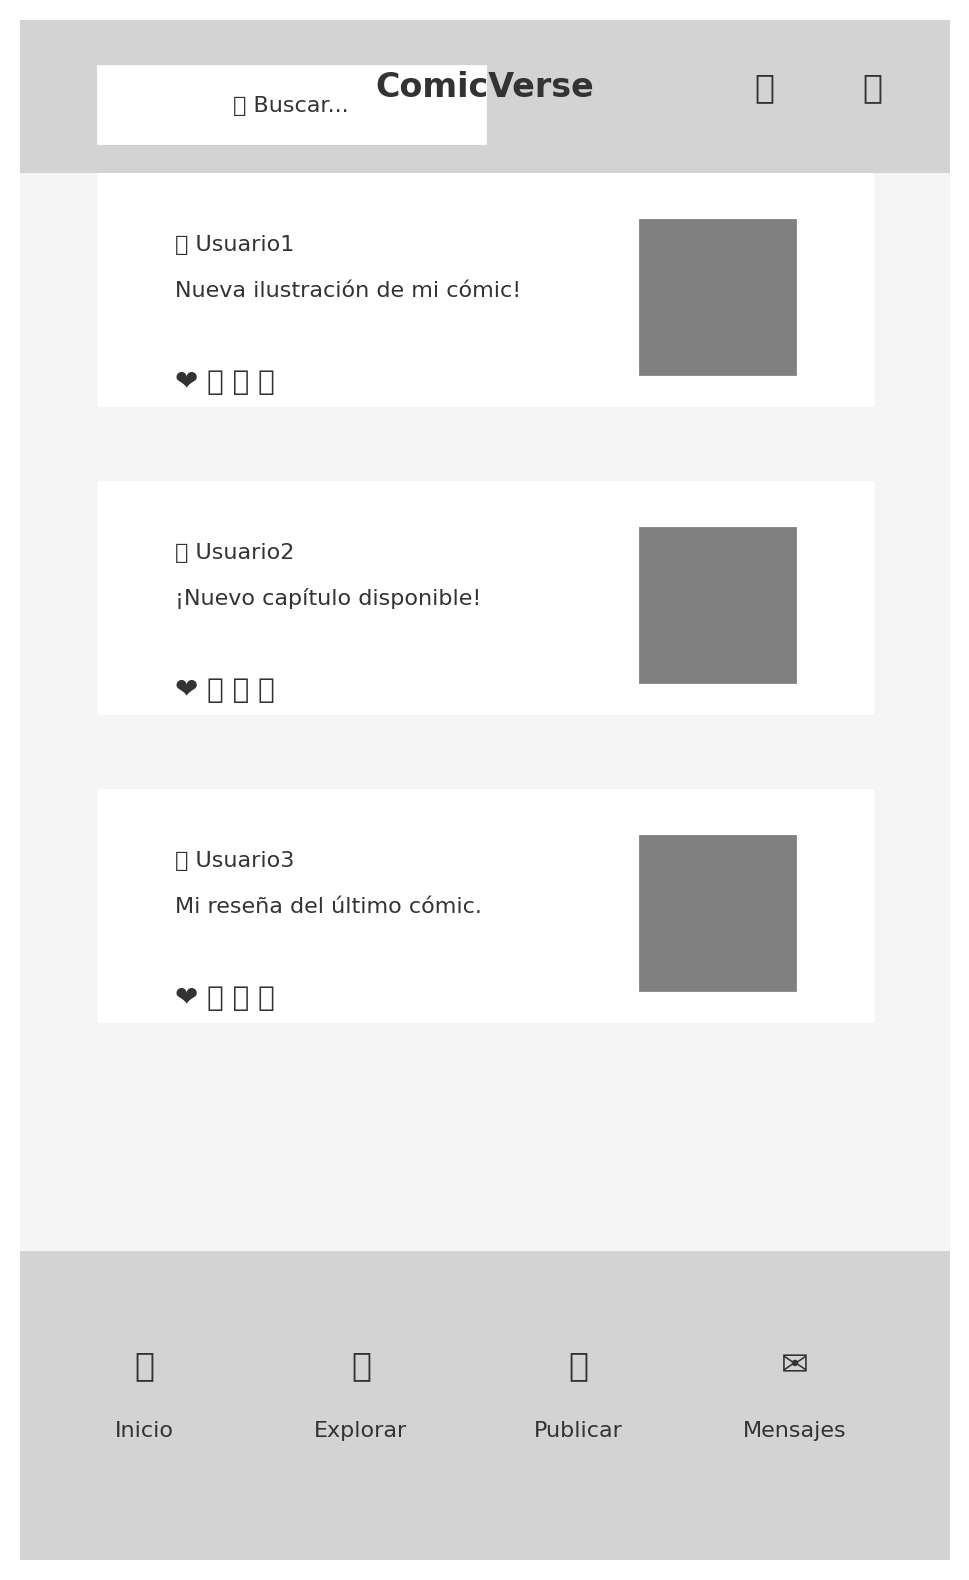 ComicVerse
Buscar...
Usuario1
Nueva ilustración de mi cómic!
❤
Usuario2
¡Nuevo capítulo disponible!
❤
Usuario3
Mi reseña del último cómic.
❤
✉
Inicio Explorar Publicar Mensajes